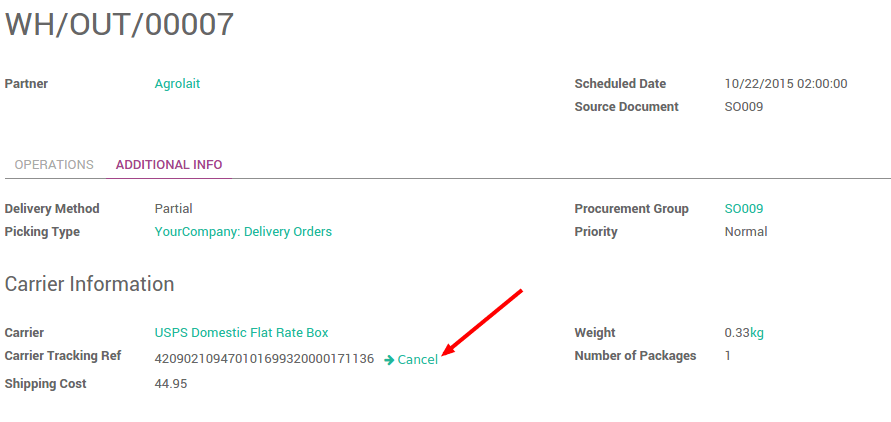 WH/OUT/00007
Partner Agrolait Scheduled Date 10/22/2015 02:00:00
Source Document SO009
OPERATIONS ADDITIONAL INFO
Delivery Method Partial Procurement Group SO009
Picking Type YourCompany: Delivery Orders Priority Normal
Carrier Information
Carrier USPS Domestic Flat Rate Box Weight 0.33kg
Carrier Tracking Ref 420902109470101699320000171136 Cancel Number of Packages 1
Shipping Cost 44.95